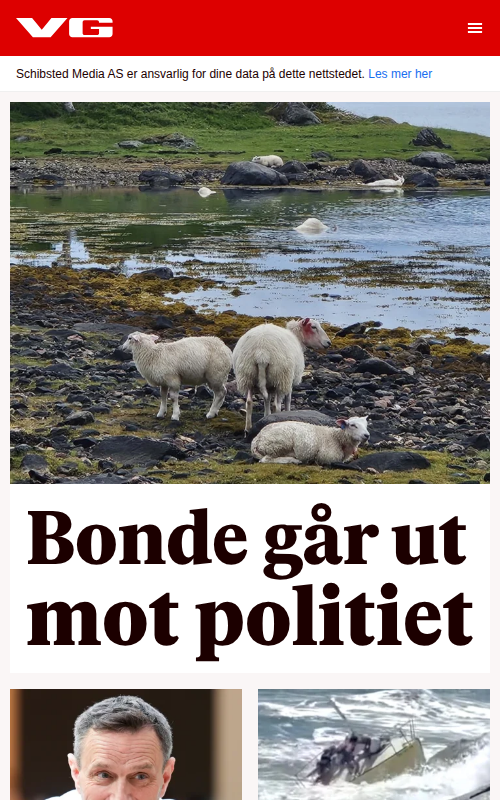 VG
Schibsted Media AS er ansvarlig for dine data på dette nettstedet. Les mer her
Bonde går ut
mot politiet